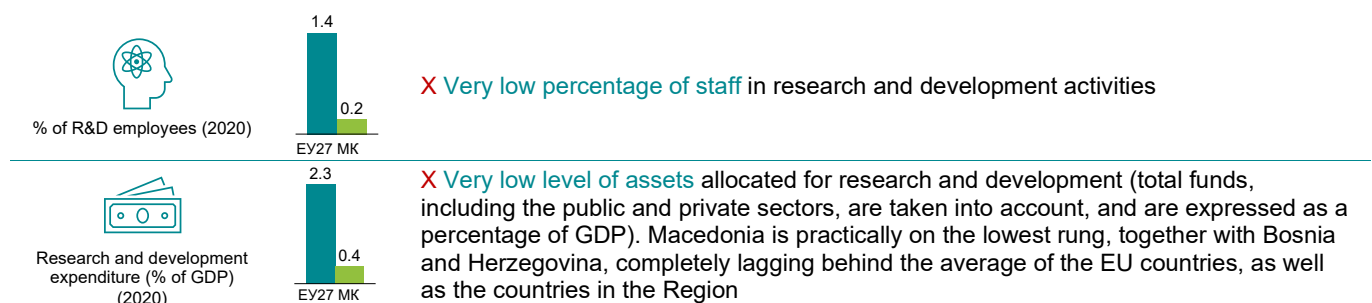 1.4
0.2
ЕУ27 МК
% of R&D employees (2020)
X Very low percentage of staff in research and development activities
2.3
0.4
ЕУ27 МК
Research and development
expenditure (% of GDP)
(2020)
X Very low level of assets allocated for research and development (total funds,
including the public and private sectors, are taken into account, and are expressed as a
percentage of GDP). Macedonia is practically on the lowest rung, together with Bosnia
and Herzegovina, completely lagging behind the average of the EU countries, as well
as the countries in the Region